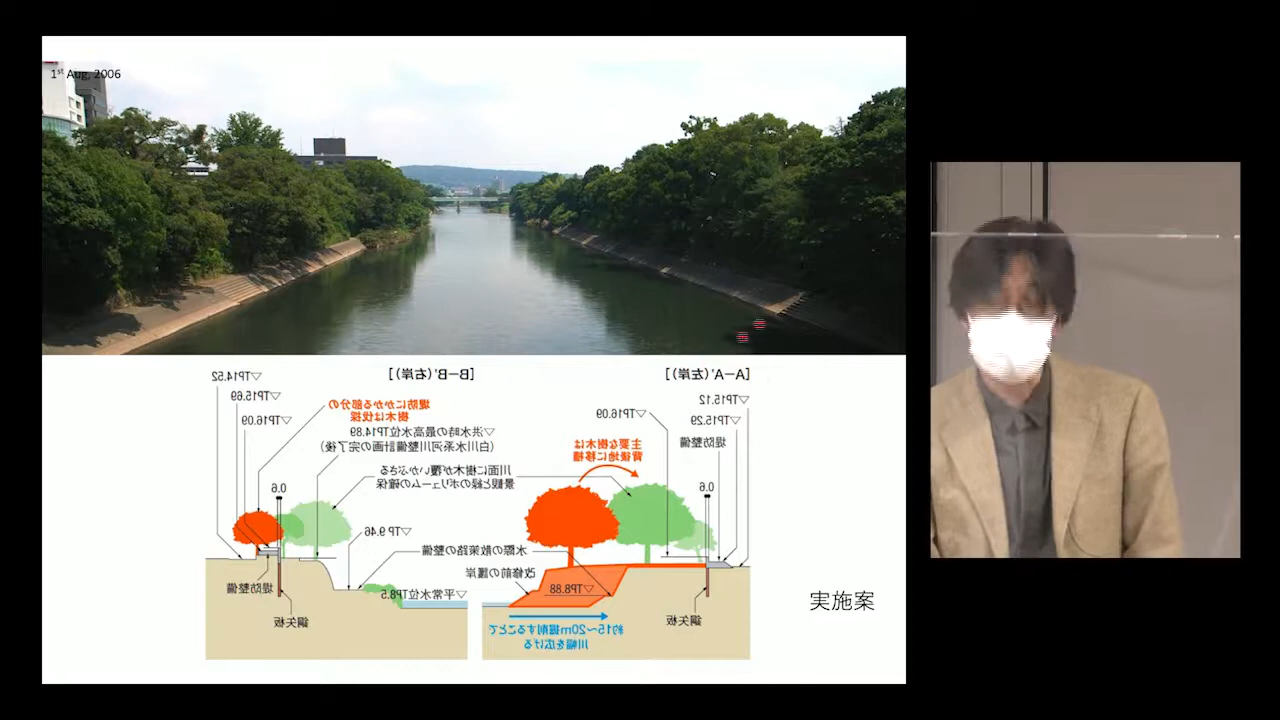 1st Aug, 2006
[B－B'（右岸）]
▽TP14.52
▽TP15.69
▽TP16.09
堤防にかかる部分の
樹木は伐採
▽洪水時の最高水位TP14.89
（白川水系河川整備計画の完了後）
川面に樹木が覆いかぶさる
景観と緑のボリュームの確保
0.6
▽TP 9.46
水際の散策路の整備
改修前の護岸
堤防整備
▽平常水位TP8.5
鋼矢板
[A－A'（左岸）]
▽TP15.12
▽TP16.09
▽TP15.29
堤防整備
主要な樹木は
背後地に移植
0.6
▽TP8.88
鋼矢板
約15～20m掘削することで
川幅を広げる
実施案